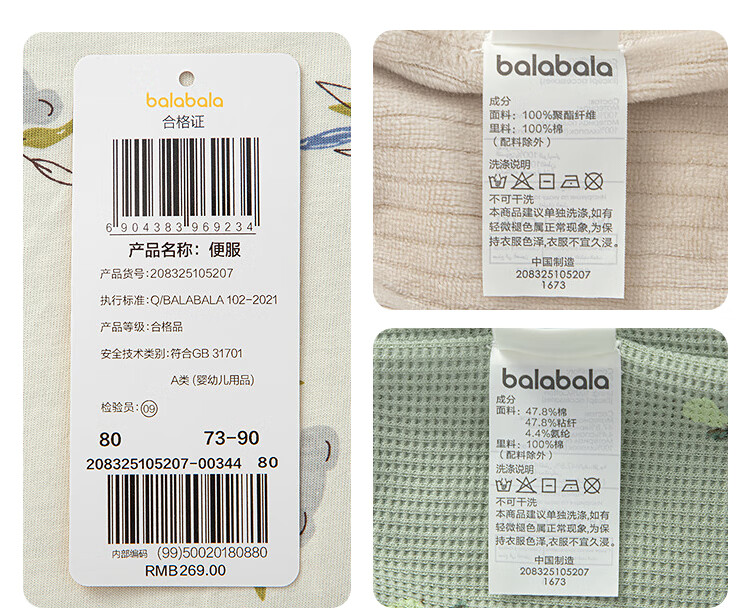 balabala
合格证
6 904383 969234
产品名称：便服
产品货号：208325105207
执行标准：Q/BALABALA 102-2021
产品等级：合格品
安全技术类别：符合GB 31701
A类 (婴幼儿用品)
检验员：09
80 73-90
208325105207-00344 80
内部编码 (99)50020180880
RMB269.00
balabala
成分
面料：100%聚酯纤维
里料：100%棉
（配料除外）
洗涤说明
不可干洗
本商品建议单独洗涤,如有
轻微褪色属正常现象,为保
持衣服色泽,衣服不宜久浸。
中国制造
208325105207
1673
balabala
成分
面料：47.8%棉
47.8%粘纤
4.4%氨纶
里料：100%棉
（配料除外）
洗涤说明
不可干洗
本商品建议单独洗涤,如有
轻微褪色属正常现象,为保
持衣服色泽,衣服不宜久浸。
中国制造
208325105207
1673